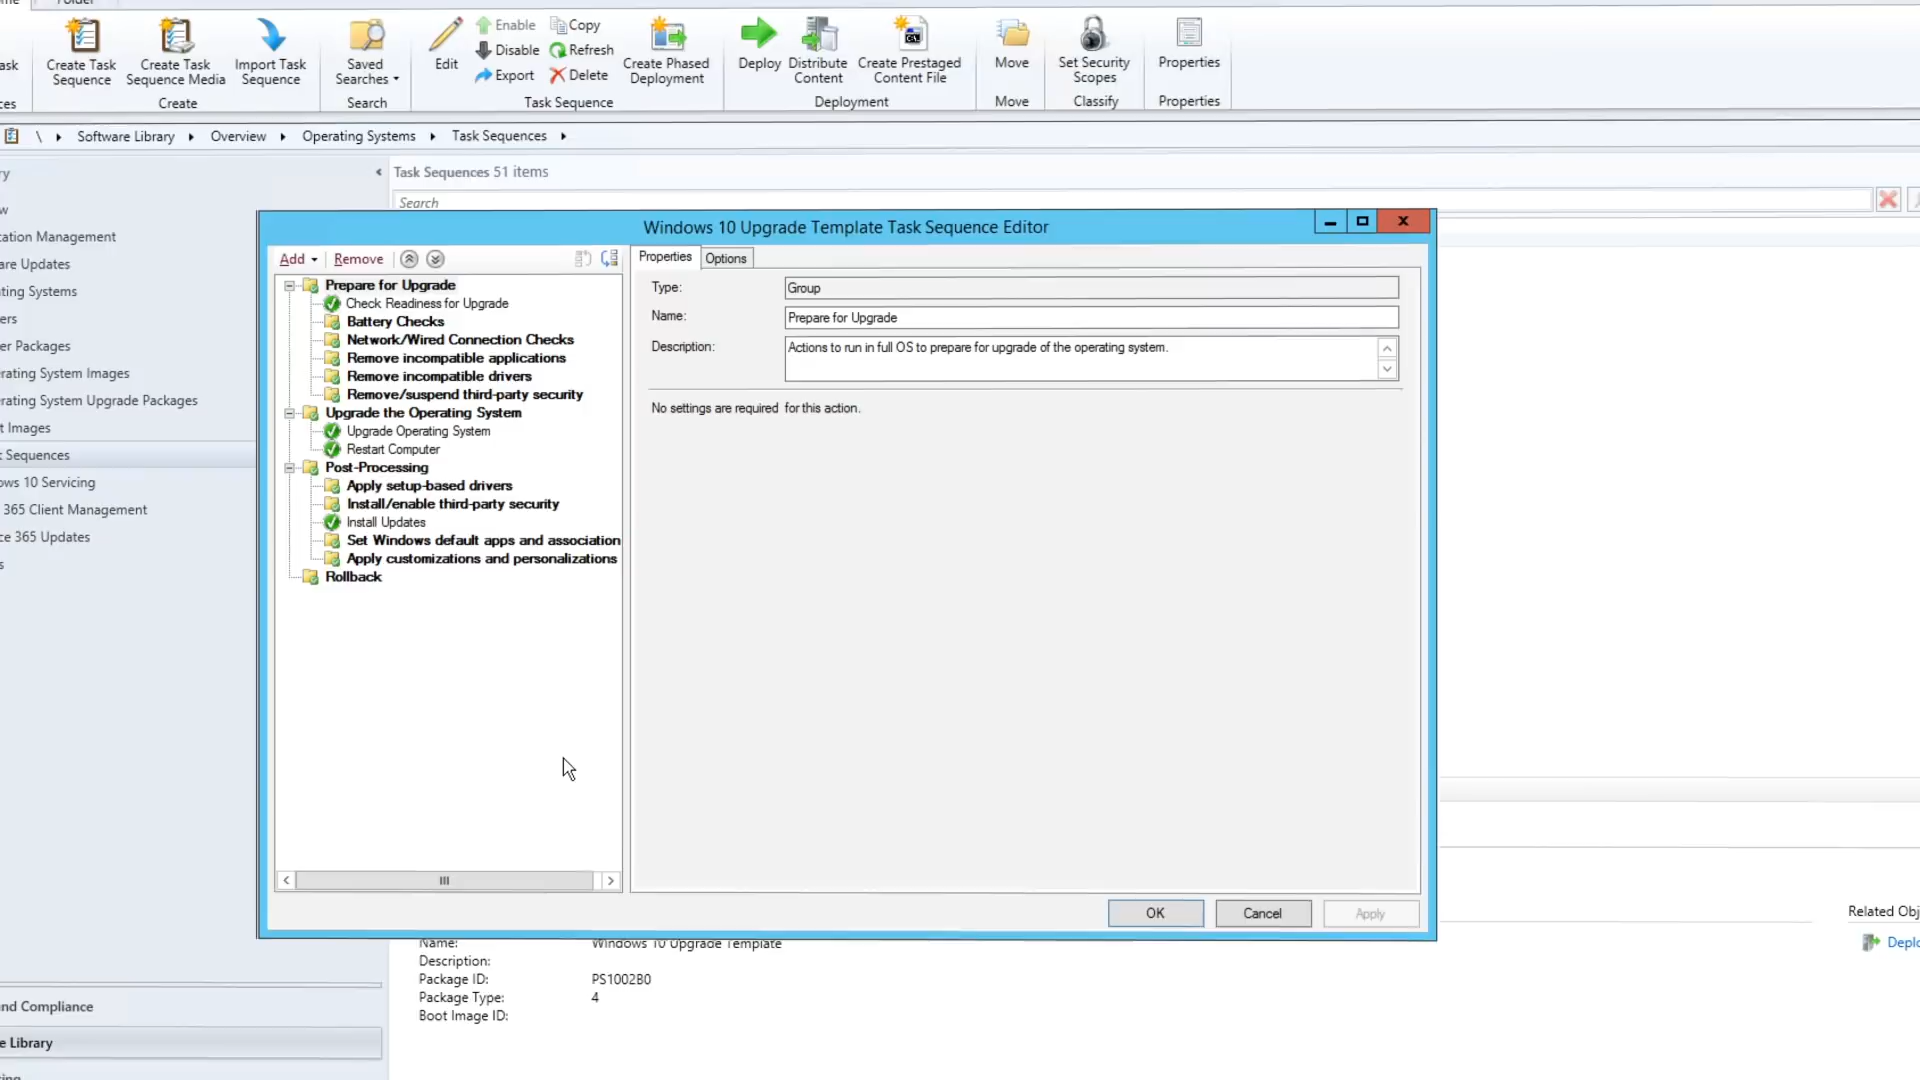 Folder
Create Task
Sequence
Create Task
Sequence Media
Import Task
Sequence
Create
Saved
Searches
Search
Edit
Enable
Disable
Export
Copy
Refresh
Delete
Create Phased
Deployment
Task Sequence
Deploy
Distribute
Content
Create Prestaged
Content File
Deployment
Move
Move
Set Security
Scopes
Classify
Properties
Properties
\ Software Library Overview Operating Systems Task Sequences
Task Sequences 51 items
Search
ry
w
cation Management
are Updates
ting Systems
ers
er Packages
rating System Images
rating System Upgrade Packages
t Images
Sequences
ows 10 Servicing
365 Client Management
ce 365 Updates
s
Windows 10 Upgrade Template Task Sequence Editor
Add Remove
Prepare for Upgrade
Check Readiness for Upgrade
Battery Checks
Network/Wired Connection Checks
Remove incompatible applications
Remove incompatible drivers
Remove/suspend third-party security
Upgrade the Operating System
Upgrade Operating System
Restart Computer
Post-Processing
Apply setup-based drivers
Install/enable third-party security
Install Updates
Set Windows default apps and association
Apply customizations and personalizations
Rollback
Properties Options
Type: Group
Name: Prepare for Upgrade
Description: Actions to run in full OS to prepare for upgrade of the operating system.
No settings are required for this action.
OK Cancel Apply
Name: Windows 10 Upgrade Template
Description:
Package ID: PS1002B0
Package Type: 4
Boot Image ID:
Related Obj
Deplo
nd Compliance
e Library